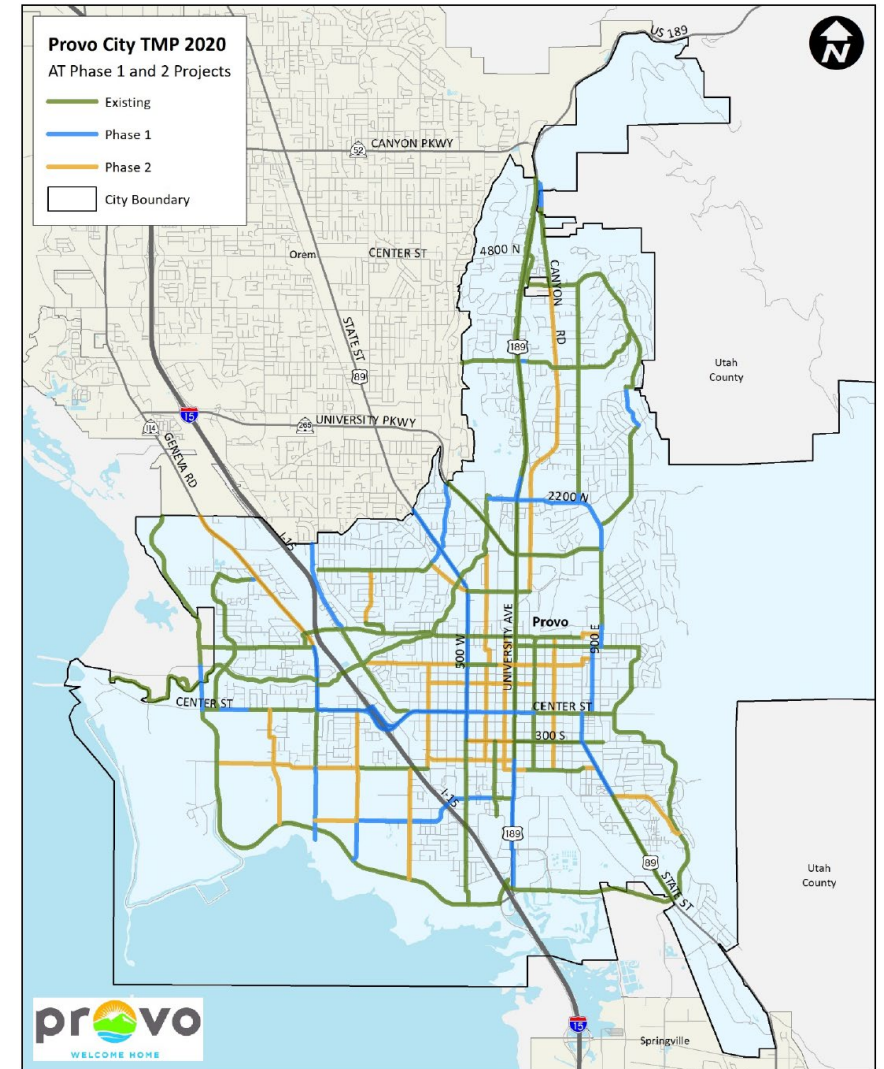 Provo City TMP 2020
AT Phase 1 and 2 Projects
Existing
Phase 1
Phase 2
City Boundary
N
US 189
52
CANYON PKWY
Orem
CENTER ST
4800 N
CANYON RD
STATE ST
89
189
Utah
County
15
114
265
UNIVERSITY PKWY
GENEVA RD
2200 N
I-15
Provo
500 W
UNIVERSITY AVE
900 E
CENTER ST
CENTER ST
300 S
I-15
189
89
STATE ST
Utah
County
15
Springville
provo
WELCOME HOME